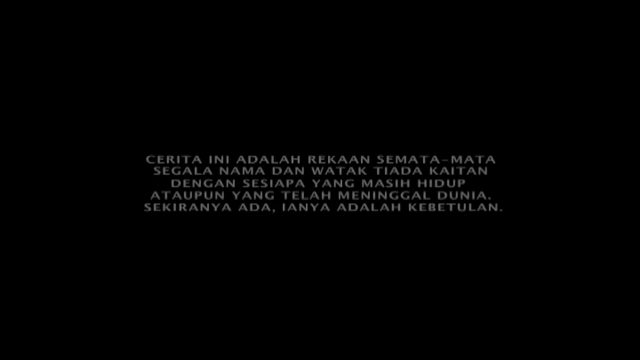 CERITA INI ADALAH REKAAN SEMATA-MATA
SEGALA NAMA DAN WATAK TIADA KAITAN
DENGAN SESIAPA YANG MASIH HIDUP
ATAUPUN YANG TELAH MENINGGAL DUNIA.
SEKIRANYA ADA, IANYA ADALAH KEBETULAN.